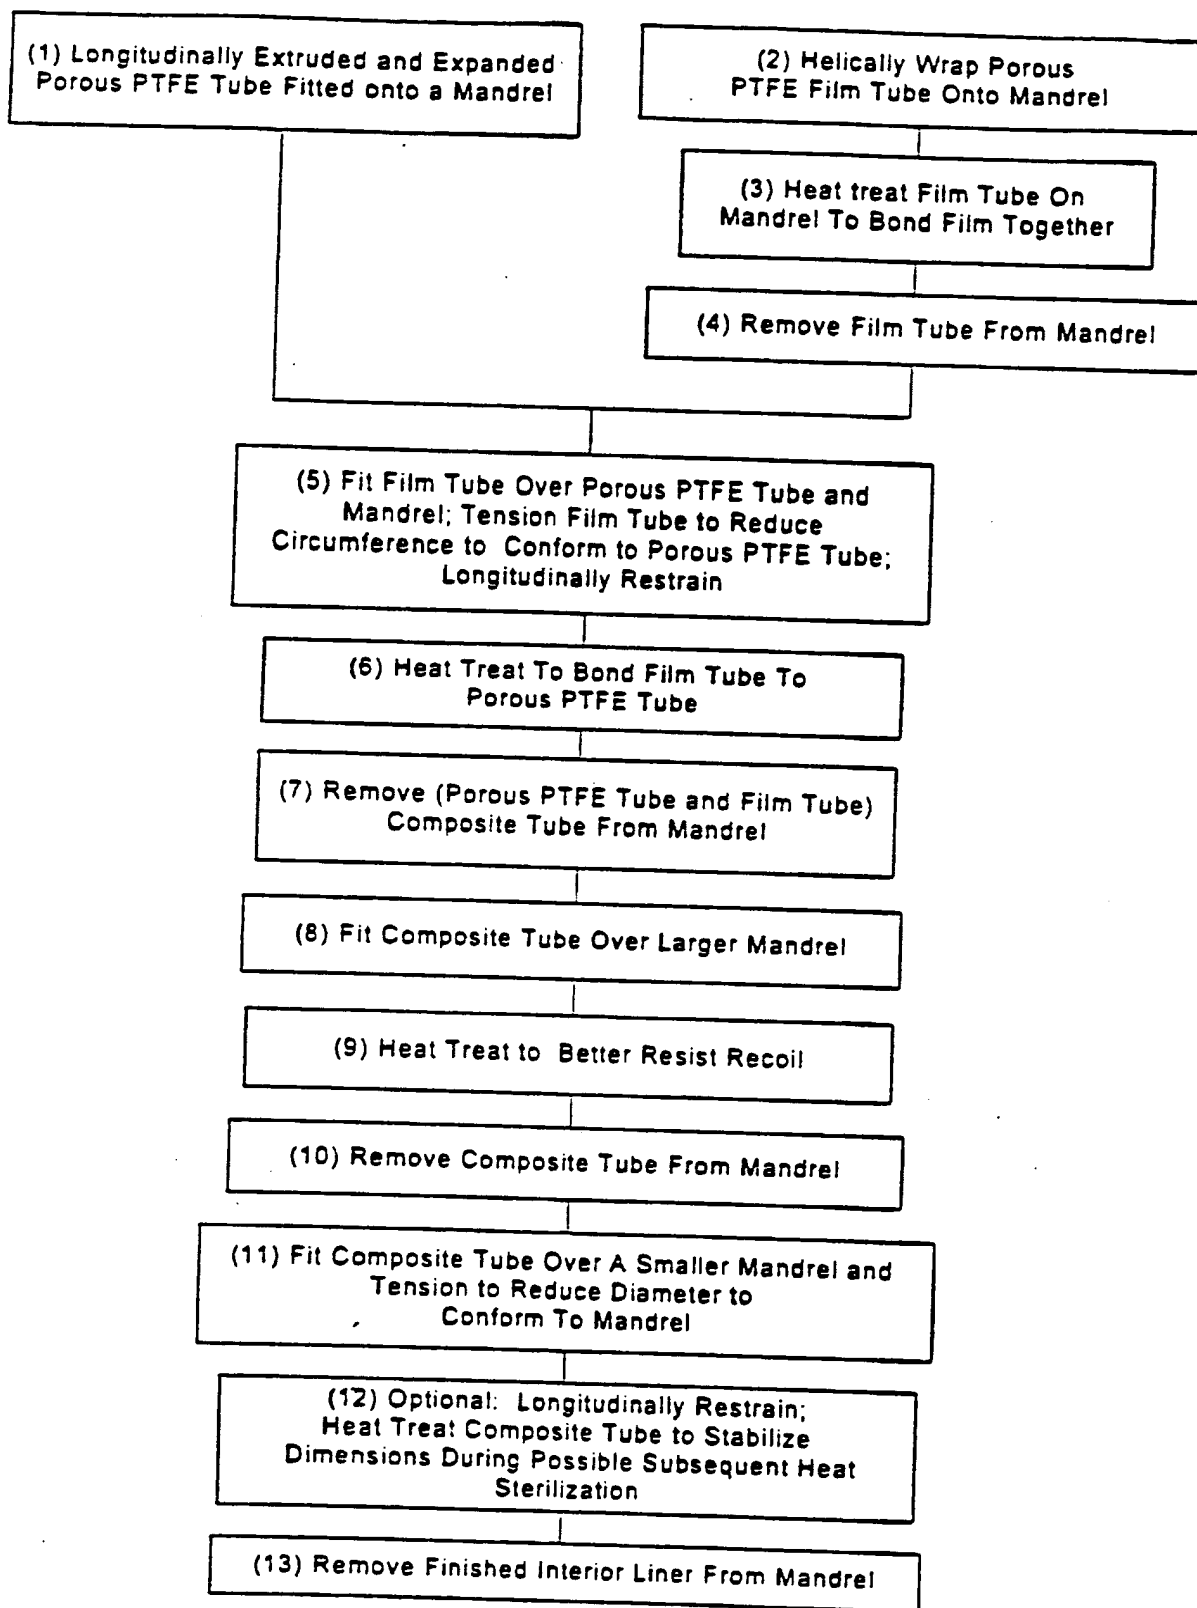 (1) Longitudinally Extruded and Expanded
Porous PTFE Tube Fitted onto a Mandrel
(2) Helically Wrap Porous
PTFE Film Tube Onto Mandrel
(3) Heat treat Film Tube On
Mandrel To Bond Film Together
(4) Remove Film Tube From Mandrel
(5) Fit Film Tube Over Porous PTFE Tube and
Mandrel; Tension Film Tube to Reduce
Circumference to Conform to Porous PTFE Tube;
Longitudinally Restrain
(6) Heat Treat To Bond Film Tube To
Porous PTFE Tube
(7) Remove (Porous PTFE Tube and Film Tube)
Composite Tube From Mandrel
(8) Fit Composite Tube Over Larger Mandrel
(9) Heat Treat to Better Resist Recoil
(10) Remove Composite Tube From Mandrel
(11) Fit Composite Tube Over A Smaller Mandrel and
Tension to Reduce Diameter to
Conform To Mandrel
(12) Optional: Longitudinally Restrain;
Heat Treat Composite Tube to Stabilize
Dimensions During Possible Subsequent Heat
Sterilization
(13) Remove Finished Interior Liner From Mandrel